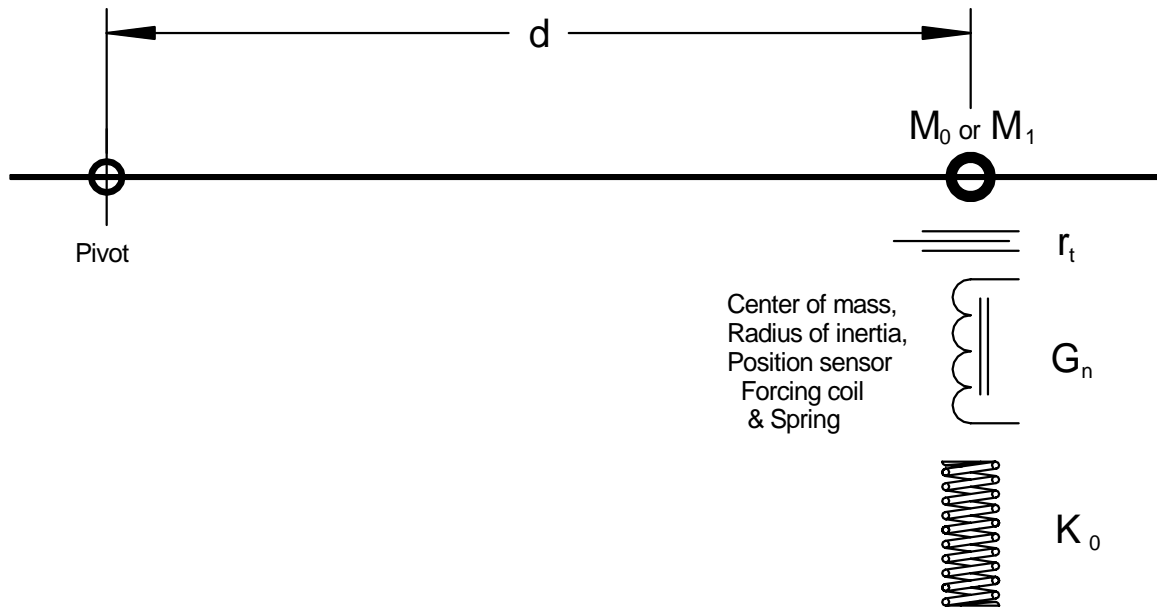 d
M₀ or M₁
Pivot
rₜ
Center of mass,
Radius of inertia,
Position sensor
Forcing coil
& Spring
Gₙ
K₀